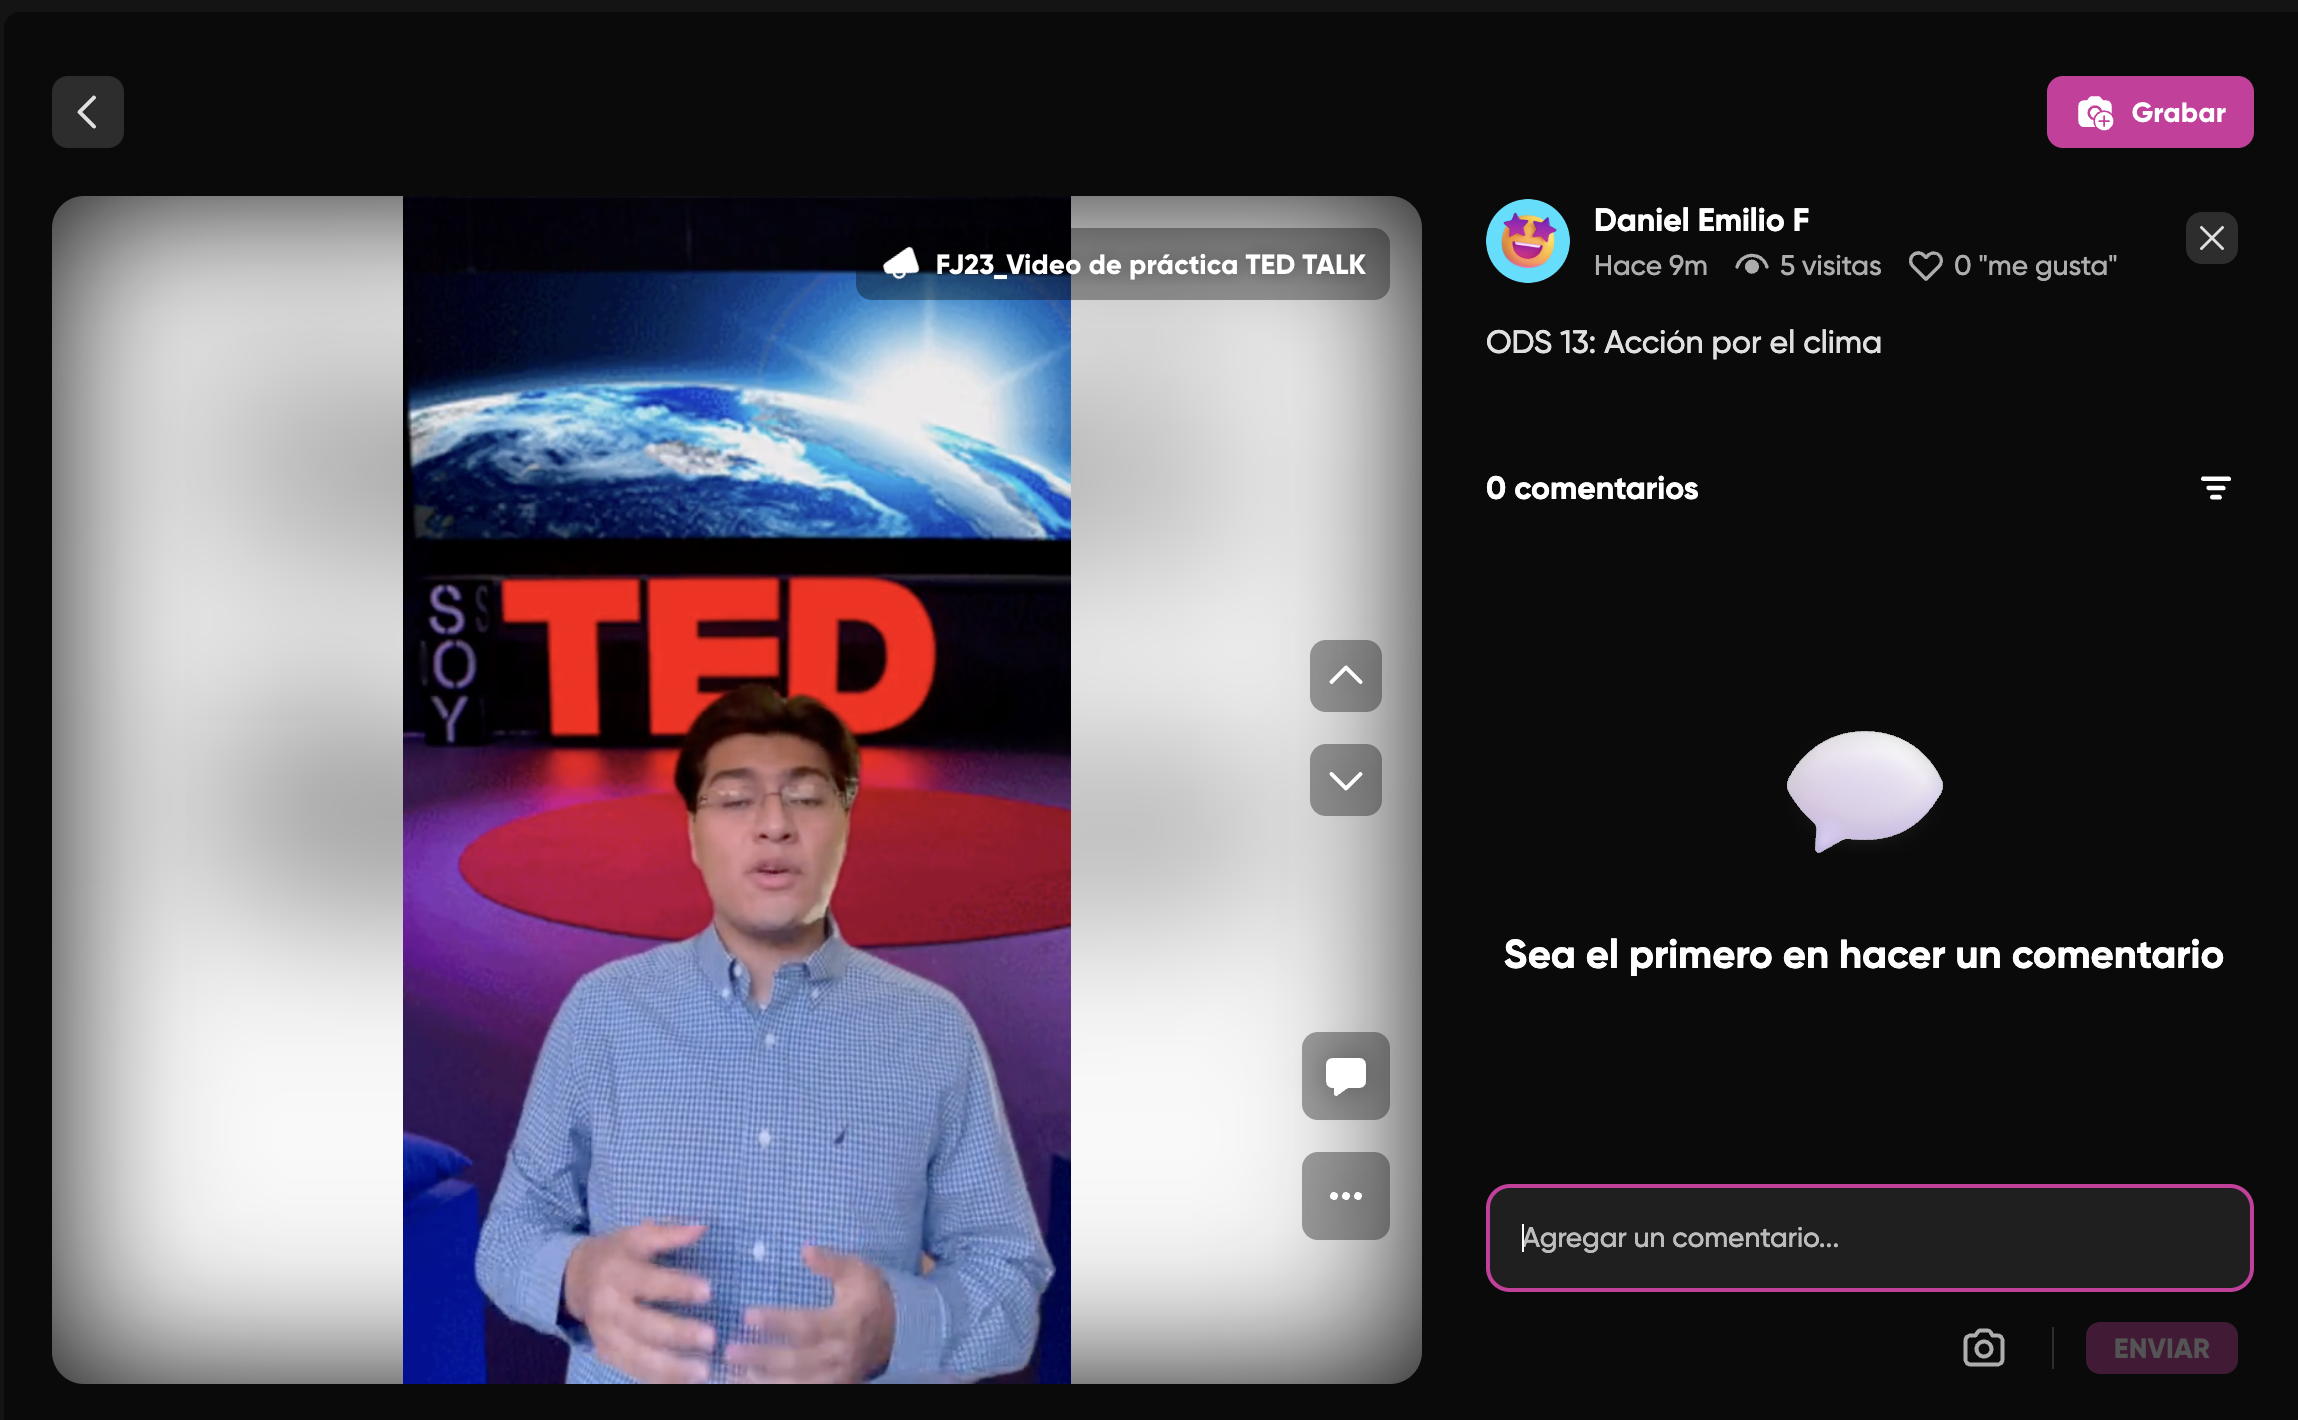 Grabar
FJ23_Video de práctica TED TALK
SOY
TED
Daniel Emilio F
Hace 9m 5 visitas 0 "me gusta"
ODS 13: Acción por el clima
0 comentarios
Sea el primero en hacer un comentario
Agregar un comentario...
ENVIAR